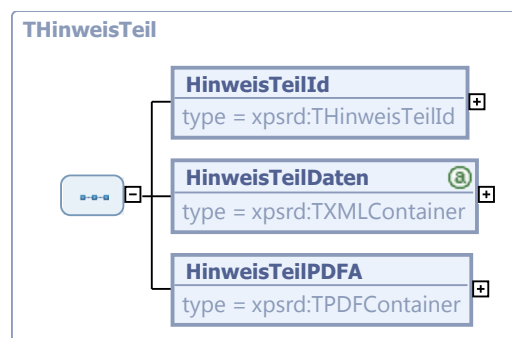 THinweisTeil
HinweisTeilId
type = xpsrd:THinweisTeilId
HinweisTeilDaten
a
type = xpsrd:TXMLContainer
HinweisTeilPDFA
type = xpsrd:TPDFContainer